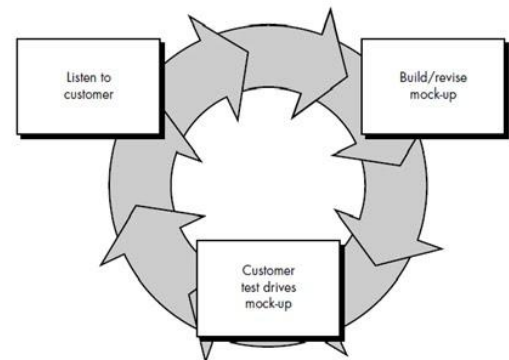 Listen to
customer
Build/revise
mock-up
Customer
test drives
mock-up